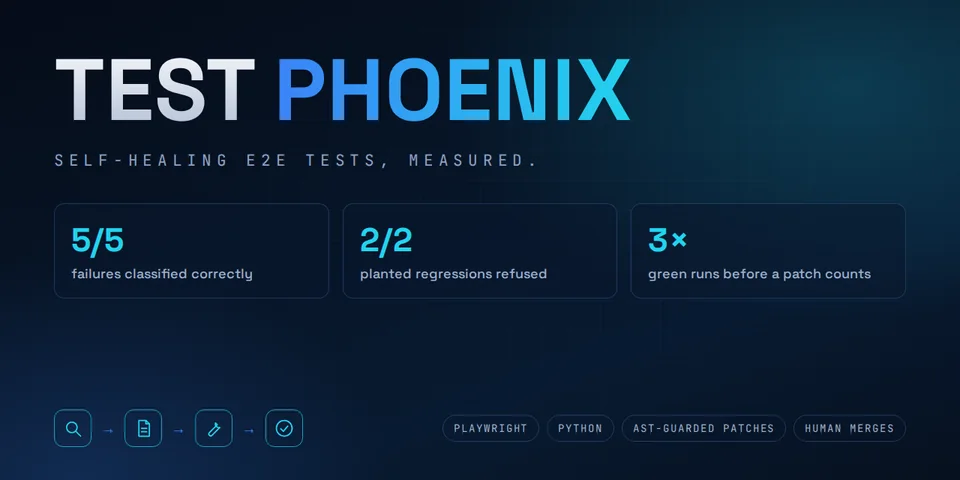 TEST PHOENIX
SELF-HEALING E2E TESTS, MEASURED.
5/5
failures classified correctly
2/2
planted regressions refused
3×
green runs before a patch counts
→ → →
PLAYWRIGHT PYTHON AST-GUARDED PATCHES HUMAN MERGES